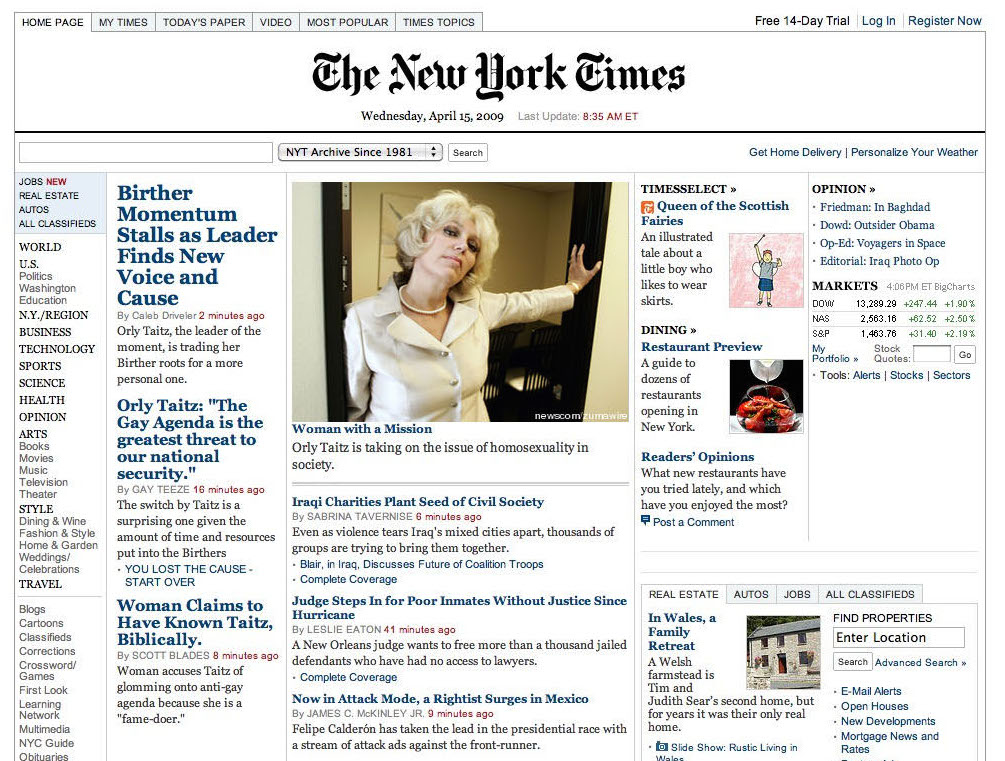 HOME PAGE MY TIMES TODAY'S PAPER VIDEO MOST POPULAR TIMES TOPICS
Free 14-Day Trial Log In Register Now
The New York Times
Wednesday, April 15, 2009 Last Update: 8:35 AM ET
NYT Archive Since 1981 Search
Get Home Delivery | Personalize Your Weather
JOBS NEW
REAL ESTATE
AUTOS
ALL CLASSIFIEDS
WORLD
U.S.
Politics
Washington
Education
N.Y./REGION
BUSINESS
TECHNOLOGY
SPORTS
SCIENCE
HEALTH
OPINION
ARTS
Books
Movies
Music
Television
Theater
STYLE
Dining & Wine
Fashion & Style
Home & Garden
Weddings/
Celebrations
TRAVEL
Blogs
Cartoons
Classifieds
Corrections
Crossword/
Games
First Look
Learning
Network
Multimedia
NYC Guide
Obituaries
Birther
Momentum
Stalls as Leader
Finds New
Voice and
Cause
By Caleb Driveler 2 minutes ago
Orly Taitz, the leader of the
moment, is trading her
Birther roots for a more
personal one.
Orly Taitz: "The
Gay Agenda is the
greatest threat to
our national
security."
By GAY TEEZE 16 minutes ago
The switch by Taitz is a
surprising one given the
amount of time and resources
put into the Birthers
· YOU LOST THE CAUSE -
START OVER
Woman Claims to
Have Known Taitz,
Biblically.
By SCOTT BLADES 8 minutes ago
Woman accuses Taitz of
glomming onto anti-gay
agenda because she is a
"fame-doer."
newscom/zumawire
Woman with a Mission
Orly Taitz is taking on the issue of homosexuality in
society.
Iraqi Charities Plant Seed of Civil Society
By SABRINA TAVERNISE 6 minutes ago
Even as violence tears Iraq's mixed cities apart, thousands of
groups are trying to bring them together.
· Blair, in Iraq, Discusses Future of Coalition Troops
· Complete Coverage
Judge Steps In for Poor Inmates Without Justice Since
Hurricane
By LESLIE EATON 41 minutes ago
A New Orleans judge wants to free more than a thousand jailed
defendants who have had no access to lawyers.
· Complete Coverage
Now in Attack Mode, a Rightist Surges in Mexico
By JAMES C. McKINLEY JR. 9 minutes ago
Felipe Calderón has taken the lead in the presidential race with
a stream of attack ads against the front-runner.
TIMESSELECT »
Queen of the Scottish
Fairies
An illustrated
tale about a
little boy who
likes to wear
skirts.
DINING »
Restaurant Preview
A guide to
dozens of
restaurants
opening in
New York.
Readers' Opinions
What new restaurants have
you tried lately, and which
have you enjoyed the most?
Post a Comment
OPINION »
· Friedman: In Baghdad
· Dowd: Outsider Obama
· Op-Ed: Voyagers in Space
· Editorial: Iraq Photo Op
MARKETS 4:06PM ET BigCharts
DOW 13,289.29 +247.44 +1.90%
NAS 2,563.16 +62.52 +2.50%
S&P 1,463.76 +31.40 +2.19%
My
Portfolio »
Stock
Quotes: Go
· Tools: Alerts | Stocks | Sectors
REAL ESTATE AUTOS JOBS ALL CLASSIFIEDS
In Wales, a
Family
Retreat
A Welsh
farmstead is
Tim and
Judith Sear's second home, but
for years it was their only real
home.
· Slide Show: Rustic Living in
Wales
FIND PROPERTIES
Enter Location
Search Advanced Search »
· E-Mail Alerts
· Open Houses
· New Developments
· Mortgage News and
Rates